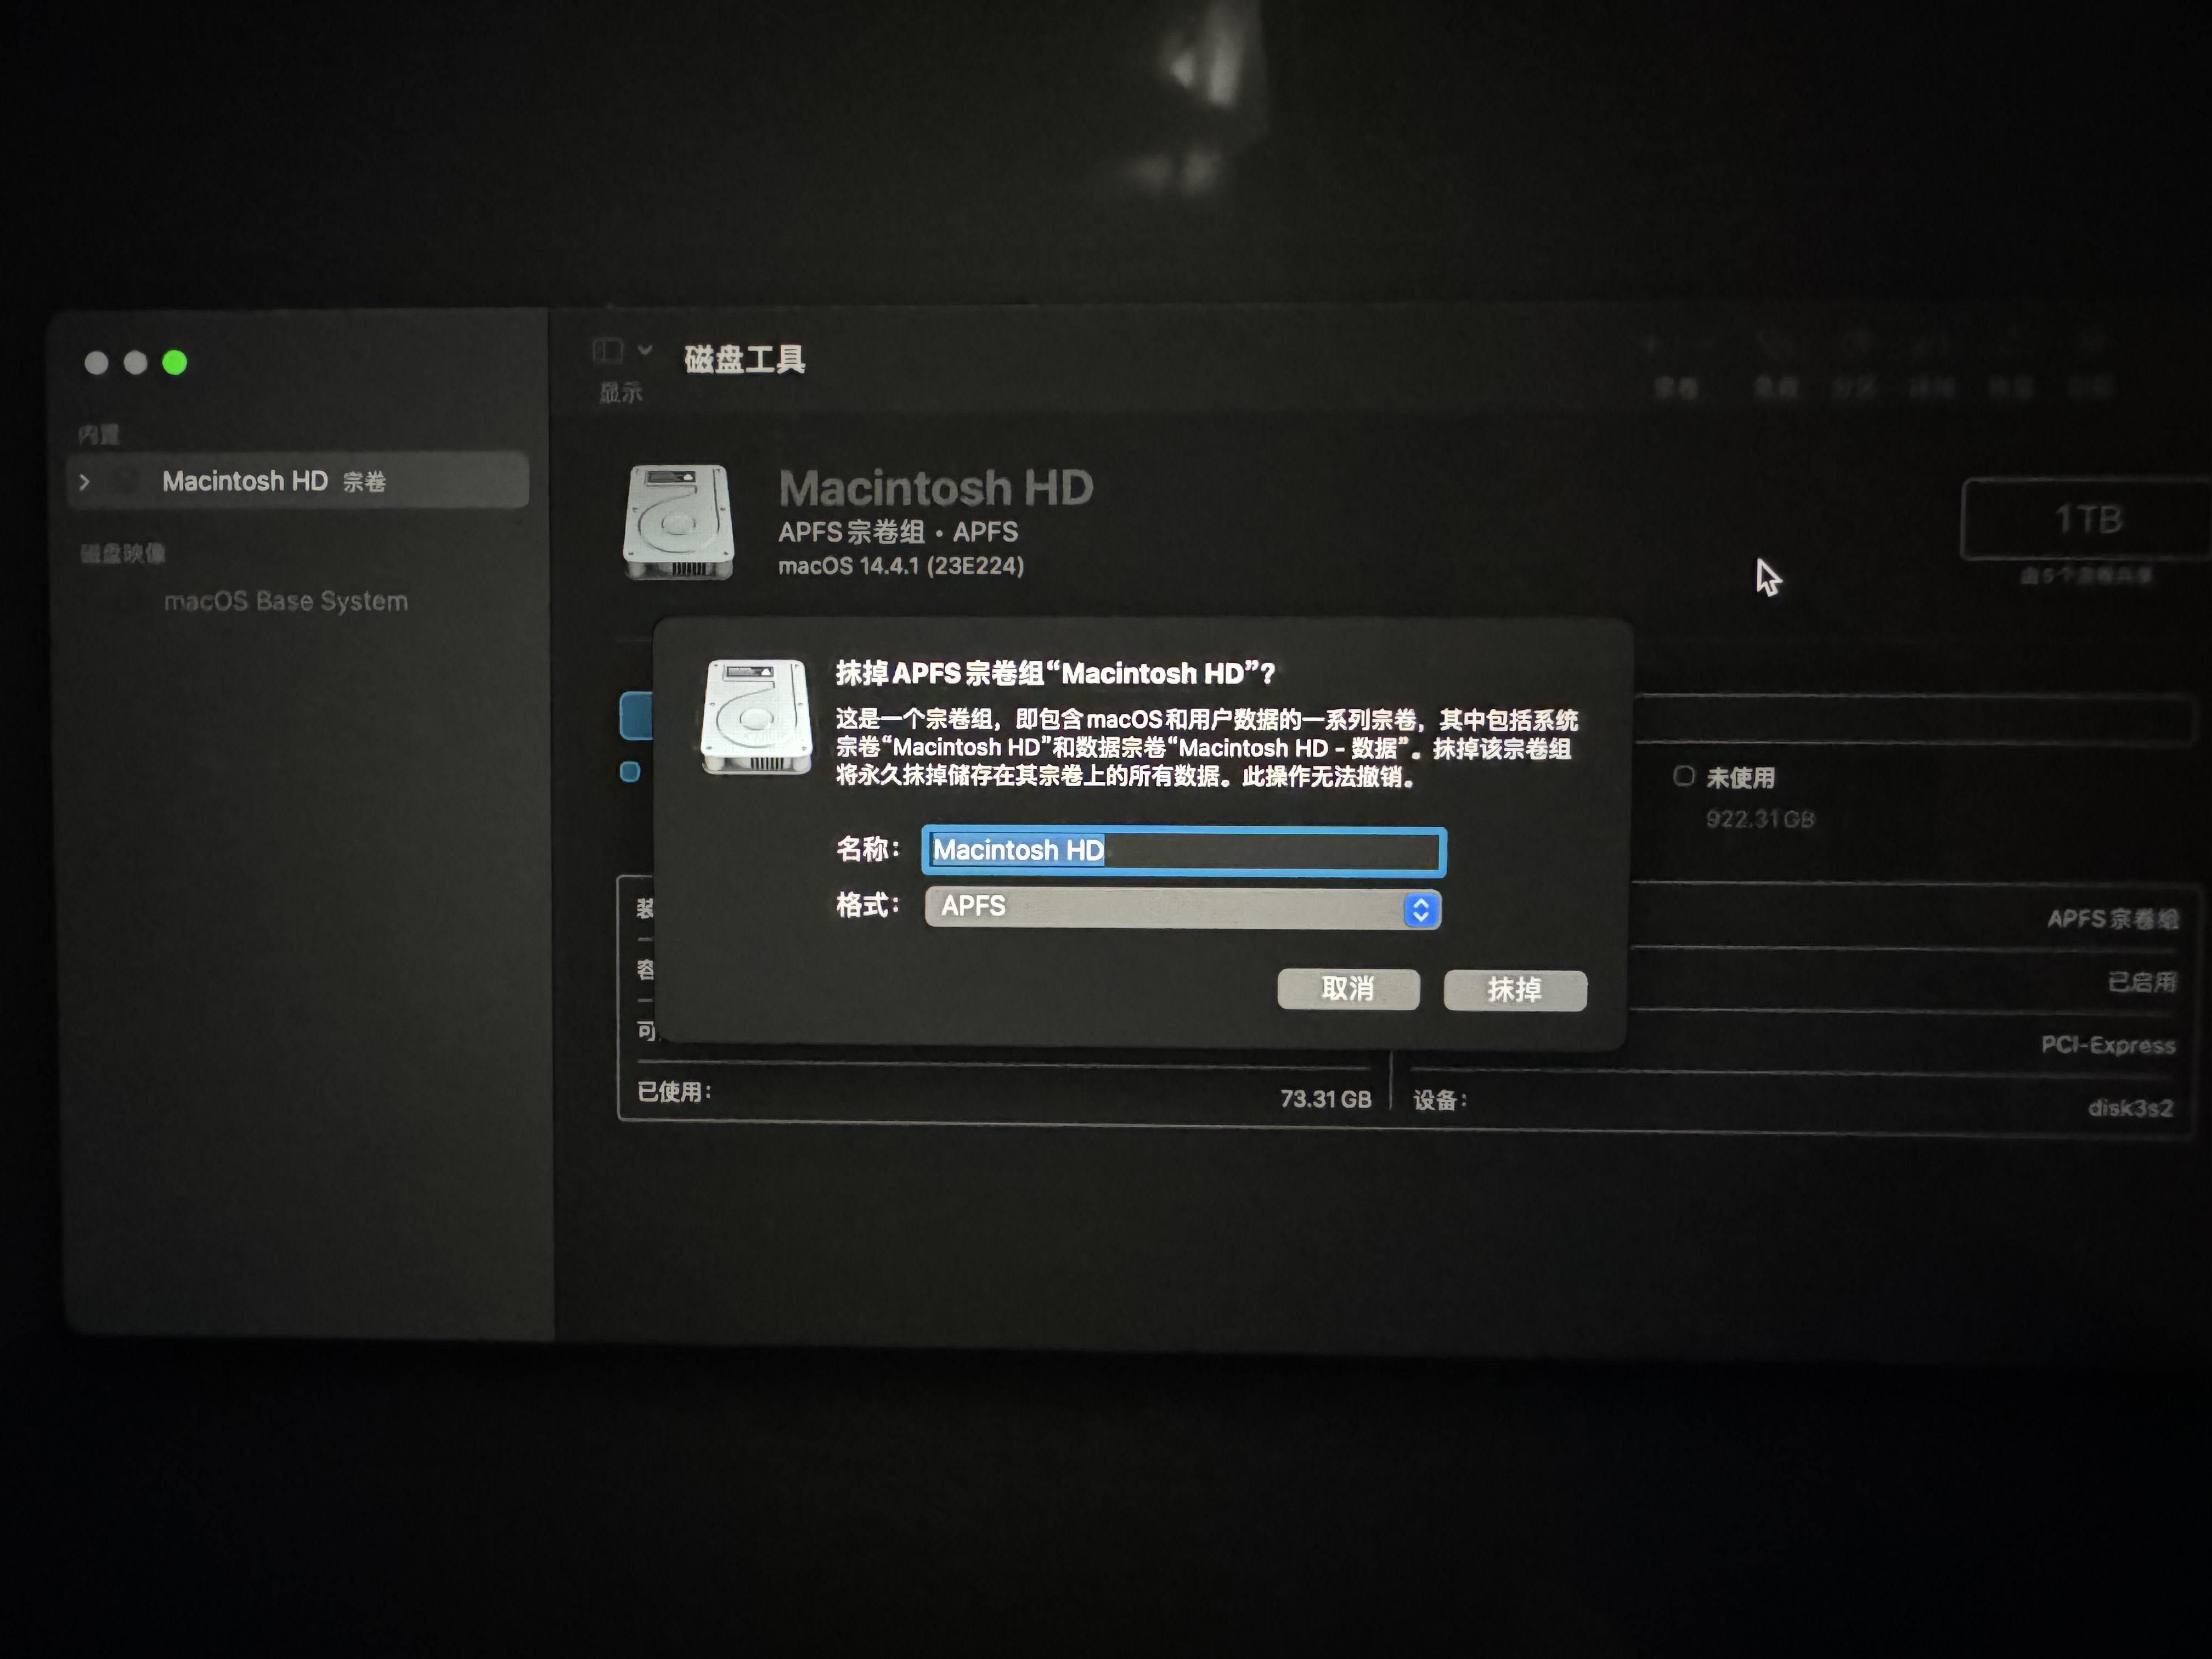 磁盘工具
显示
内置
Macintosh HD 宗卷
磁盘映像
macOS Base System
Macintosh HD
APFS宗卷组 • APFS
macOS 14.4.1 (23E224)
1TB
由5个宗卷共享
宗卷
抹掉APFS宗卷组“Macintosh HD”?
这是一个宗卷组，即包含macOS和用户数据的一系列宗卷，其中包括系统
宗卷“Macintosh HD”和数据宗卷“Macintosh HD - 数据”。抹掉该宗卷组
将永久抹掉储存在其宗卷上的所有数据。此操作无法撤销。
名称： Macintosh HD
格式： APFS
取消 抹掉
未使用
922.31 GB
装
容
可
已使用： 73.31 GB
APFS宗卷组
已启用
PCI-Express
设备： disk3s2